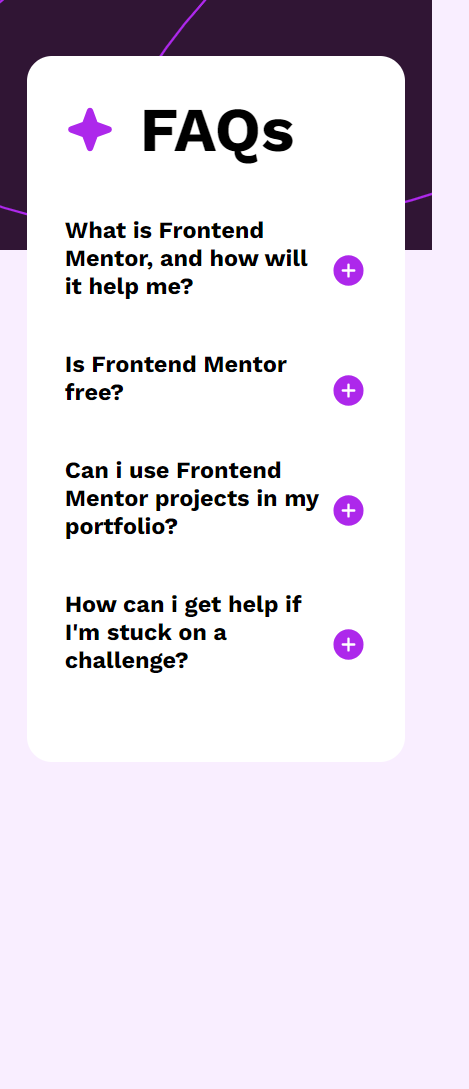 FAQs
What is Frontend
Mentor, and how will
it help me?
Is Frontend Mentor
free?
Can i use Frontend
Mentor projects in my
portfolio?
How can i get help if
I'm stuck on a
challenge?